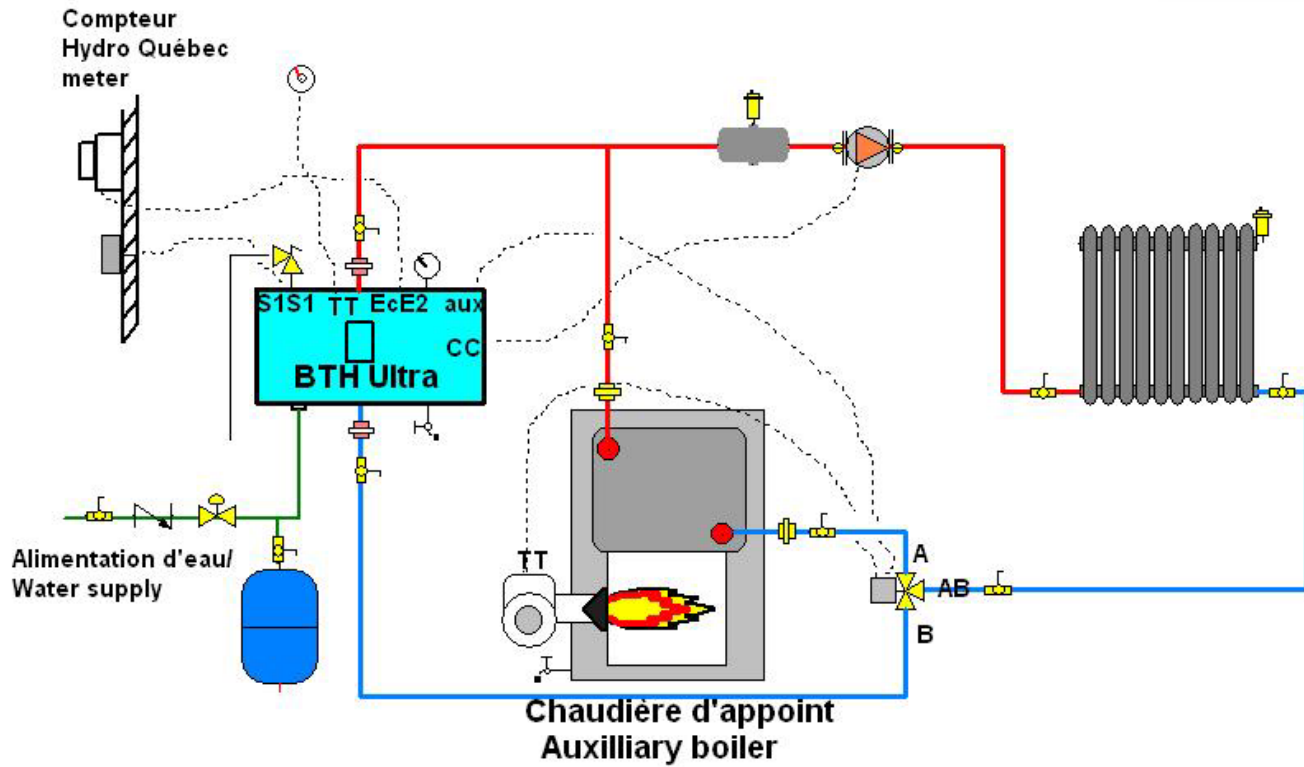 Compteur
Hydro Québec
meter
S1S1 TT EcE2 aux
CC
BTH Ultra
Alimentation d'eau/
Water supply
TT
A
AB
B
Chaudière d'appoint
Auxilliary boiler